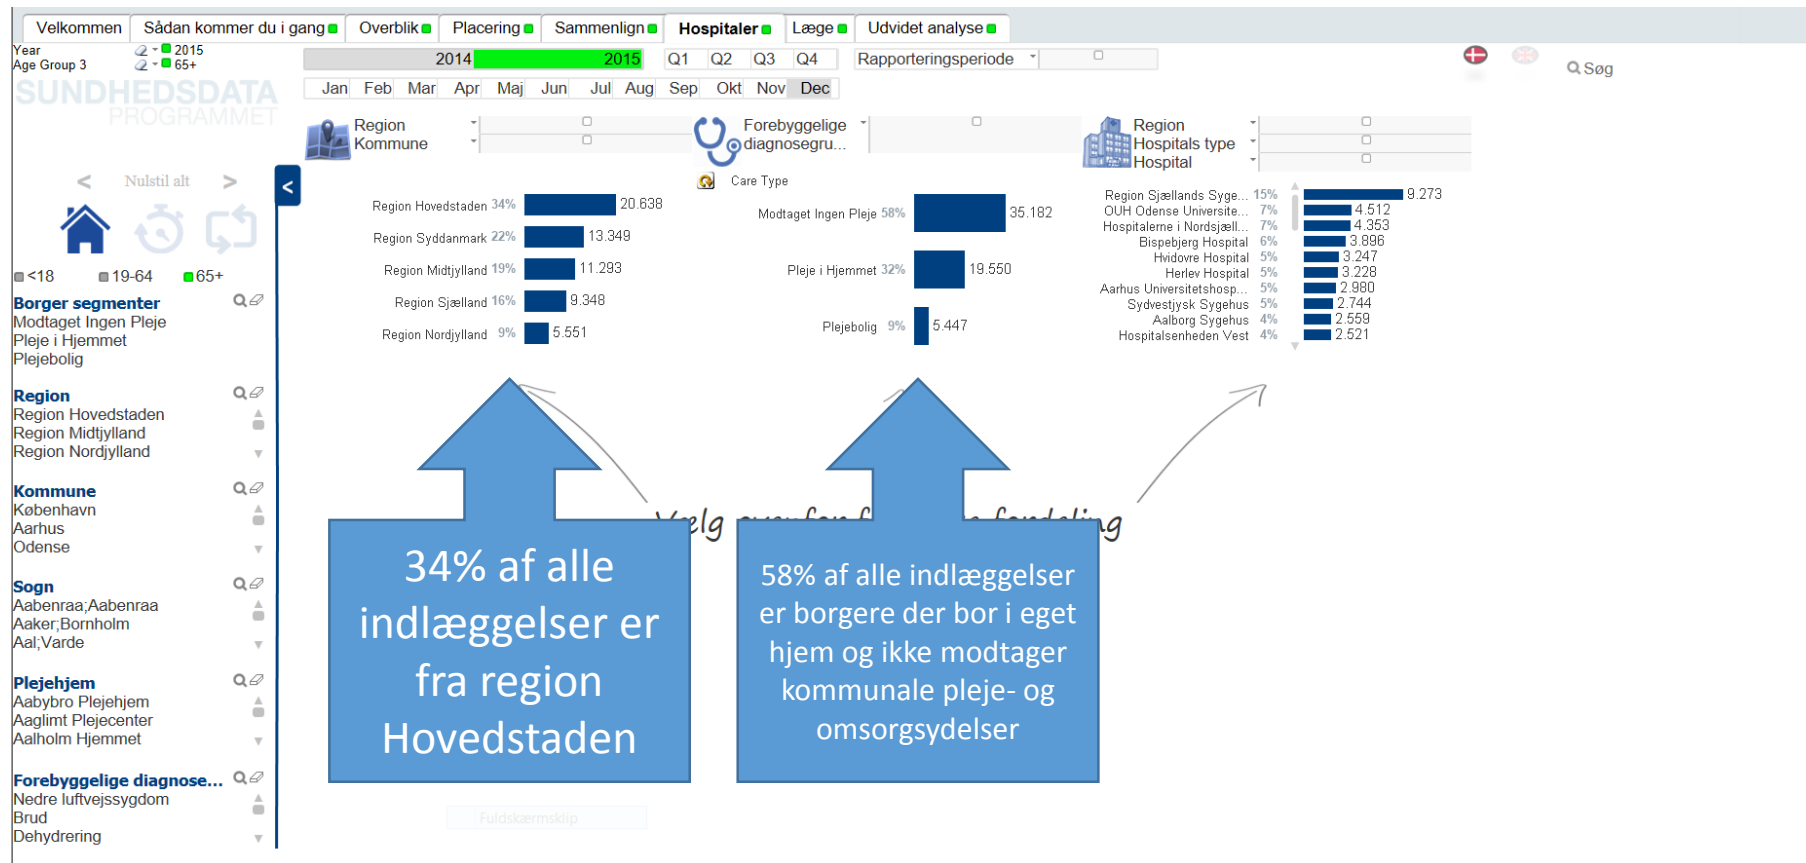 Velkommen Sådan kommer du i gang Overblik Placering Sammenlign Hospitaler Læge Udvidet analyse
Year 2015
Age Group 3 65+
2014 2015 Q1 Q2 Q3 Q4 Rapporteringsperiode
Søg
Jan Feb Mar Apr Maj Jun Jul Aug Sep Okt Nov Dec
SUNDHEDSDATA
PROGRAMMET
Region
Kommune
Forebyggelige
diagnosegru...
Region
Hospitals type
Hospital
< Nulstil alt >
<
Care Type
Region Hovedstaden 34% 20.638
Region Syddanmark 22% 13.349
Region Midtjylland 19% 11.293
Region Sjælland 16% 9.348
Region Nordjylland 9% 5.551
Modtaget Ingen Pleje 58% 35.182
Pleje i Hjemmet 32% 19.550
Plejebolig 9% 5.447
Region Sjællands Syge... 15% 9.273
OUH Odense Universite... 7% 4.512
Hospitalerne i Nordsjæll... 7% 4.353
Bispebjerg Hospital 6% 3.896
Hvidovre Hospital 5% 3.247
Herlev Hospital 5% 3.228
Aarhus Universitetshosp... 5% 2.980
Sydvestjysk Sygehus 5% 2.744
Aalborg Sygehus 4% 2.559
Hospitalsenheden Vest 4% 2.521
<18 19-64 65+
Borger segmenter
Modtaget Ingen Pleje
Pleje i Hjemmet
Plejebolig
Region
Region Hovedstaden
Region Midtjylland
Region Nordjylland
Kommune
København
Aarhus
Odense
Sogn
Aabenraa;Aabenraa
Aaker;Bornholm
Aal;Varde
Plejehjem
Aabybro Plejehjem
Aaglimt Plejecenter
Aalholm Hjemmet
Forebyggelige diagnose...
Nedre luftvejssygdom
Brud
Dehydrering
34% af alle
indlæggelser er
fra region
Hovedstaden
58% af alle indlæggelser
er borgere der bor i eget
hjem og ikke modtager
kommunale pleje- og
omsorgsydelser
Fuldskærmsklip